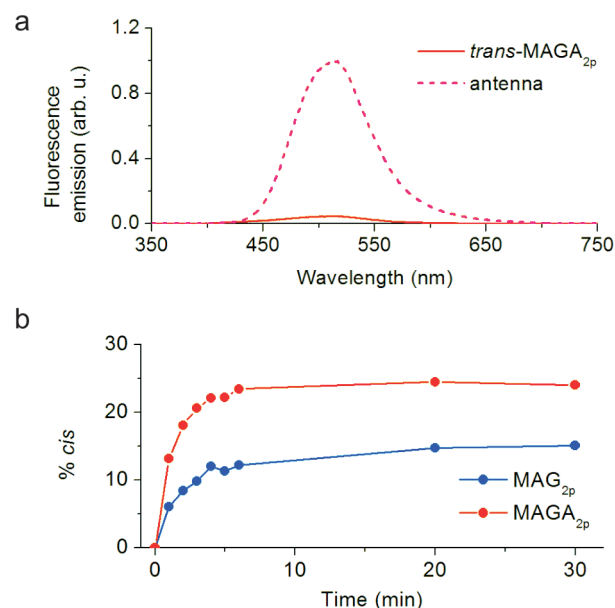 a
Fluorescence
emission (arb. u.)
1.2
0.8
0.4
0.0
trans-MAGA2p
antenna
350
450
550
650
750
Wavelength (nm)
b
% cis
30
20
10
0
MAG2p
MAGA2p
0
10
20
30
Time (min)